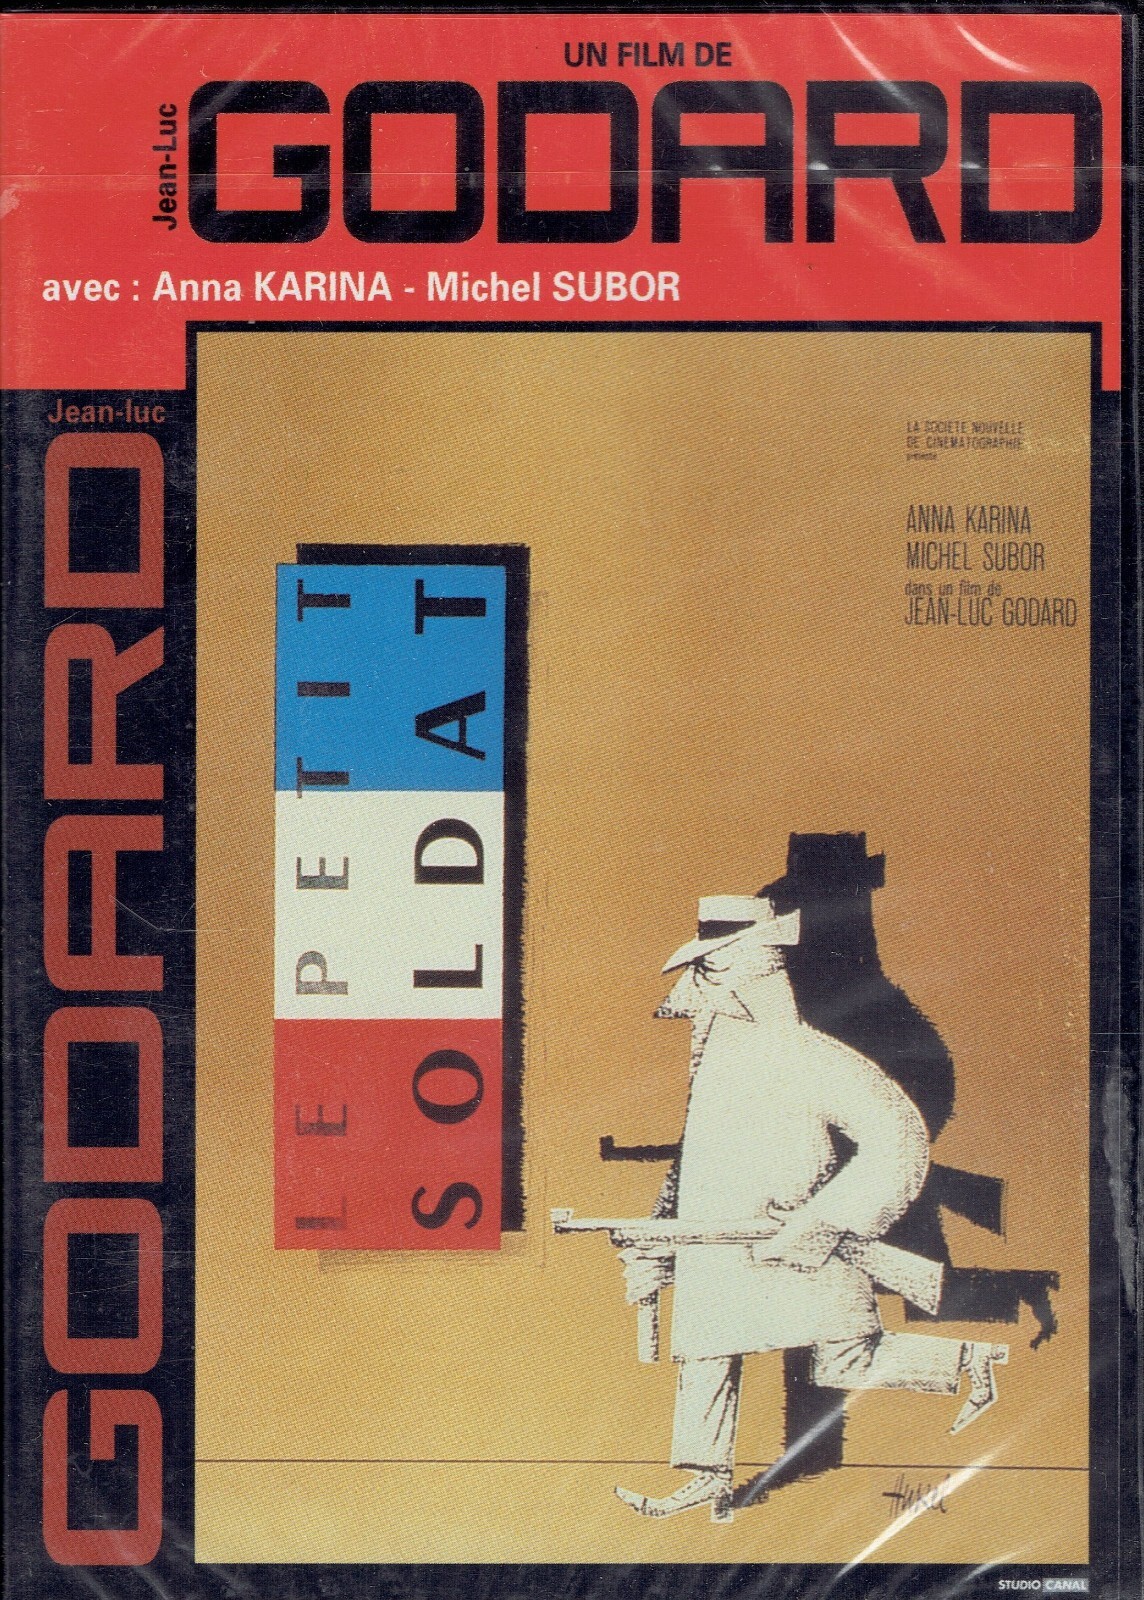 UN FILM DE
Jean-Luc
GODARD
avec : Anna KARINA - Michel SUBOR
Jean-luc
GODARD
LA SOCIETE NOUVELLE
DE CINEMATOGRAPHIE
présente
ANNA KARINA
MICHEL SUBOR
dans un film de
JEAN-LUC GODARD
LE PETIT
SOLDAT
STUDIO CANAL